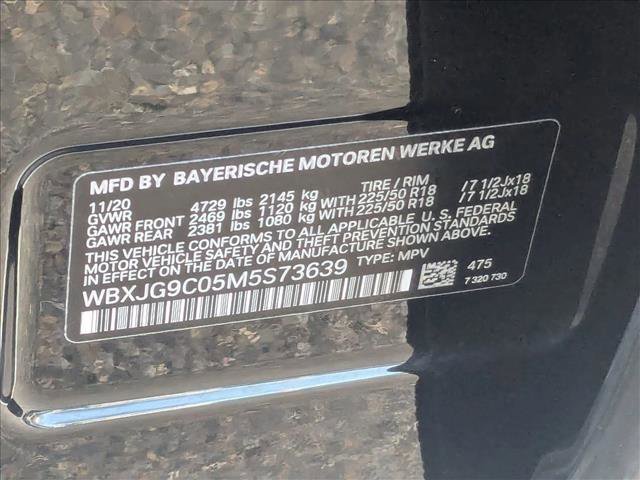 MFD BY BAYERISCHE MOTOREN WERKE AG
11/20 TIRE / RIM
GVWR 4729 lbs 2145 kg
GAWR FRONT 2469 lbs 1120 kg WITH 225/50 R18 /7 1/2Jx18
GAWR REAR 2381 lbs 1080 kg WITH 225/50 R18 /7 1/2Jx18
THIS VEHICLE CONFORMS TO ALL APPLICABLE U. S. FEDERAL
MOTOR VEHICLE SAFETY AND THEFT PREVENTION STANDARDS
IN EFFECT ON THE DATE OF MANUFACTURE SHOWN ABOVE.
WBXJG9C05M5S73639 TYPE: MPV 475
7 320 730